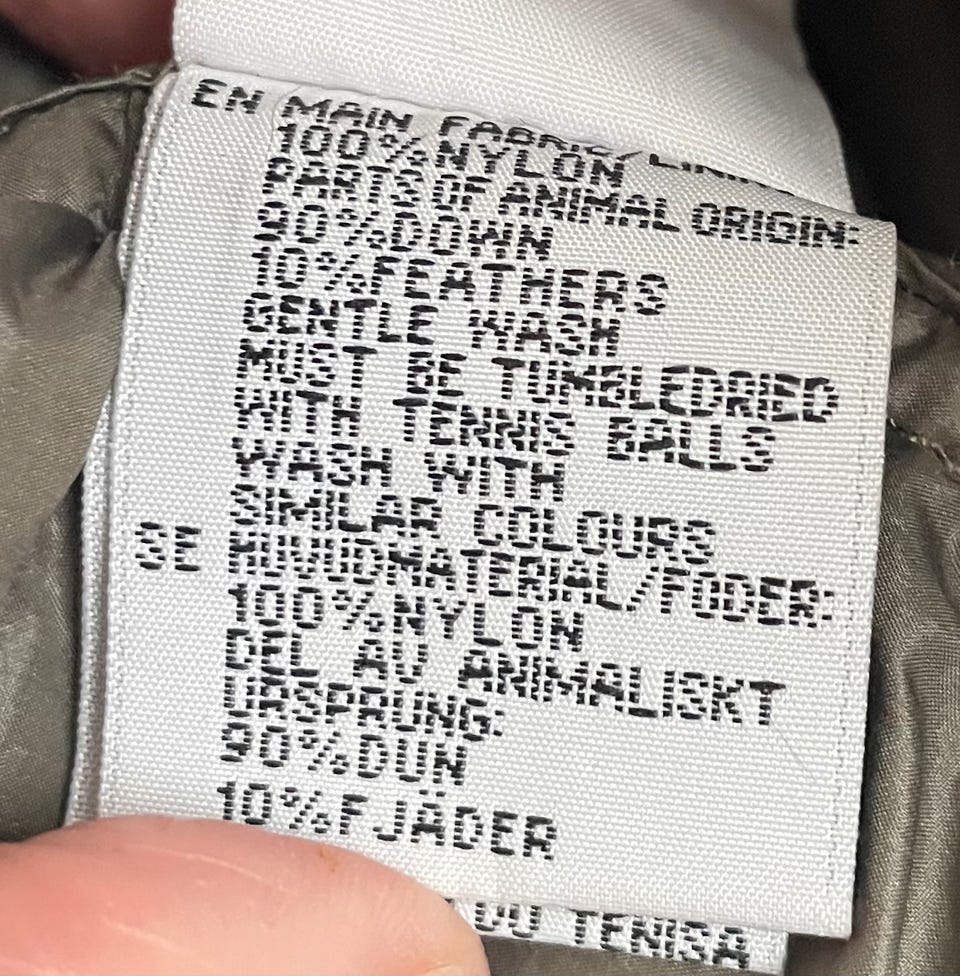 EN MAIN FABRIC/LINING
100%NYLON
PARTS OF ANIMAL ORIGIN:
90%DOWN
10%FEATHERS
GENTLE WASH
MUST BE TUMBLEDRIED
WITH TENNIS BALLS
WASH WITH
SIMILAR COLOURS
SE HUVUDMATERIAL/FODER:
100%NYLON
DEL AV ANIMALISKT
URSPRUNG:
90%DUN
10%FJÄDER
DU TENISA